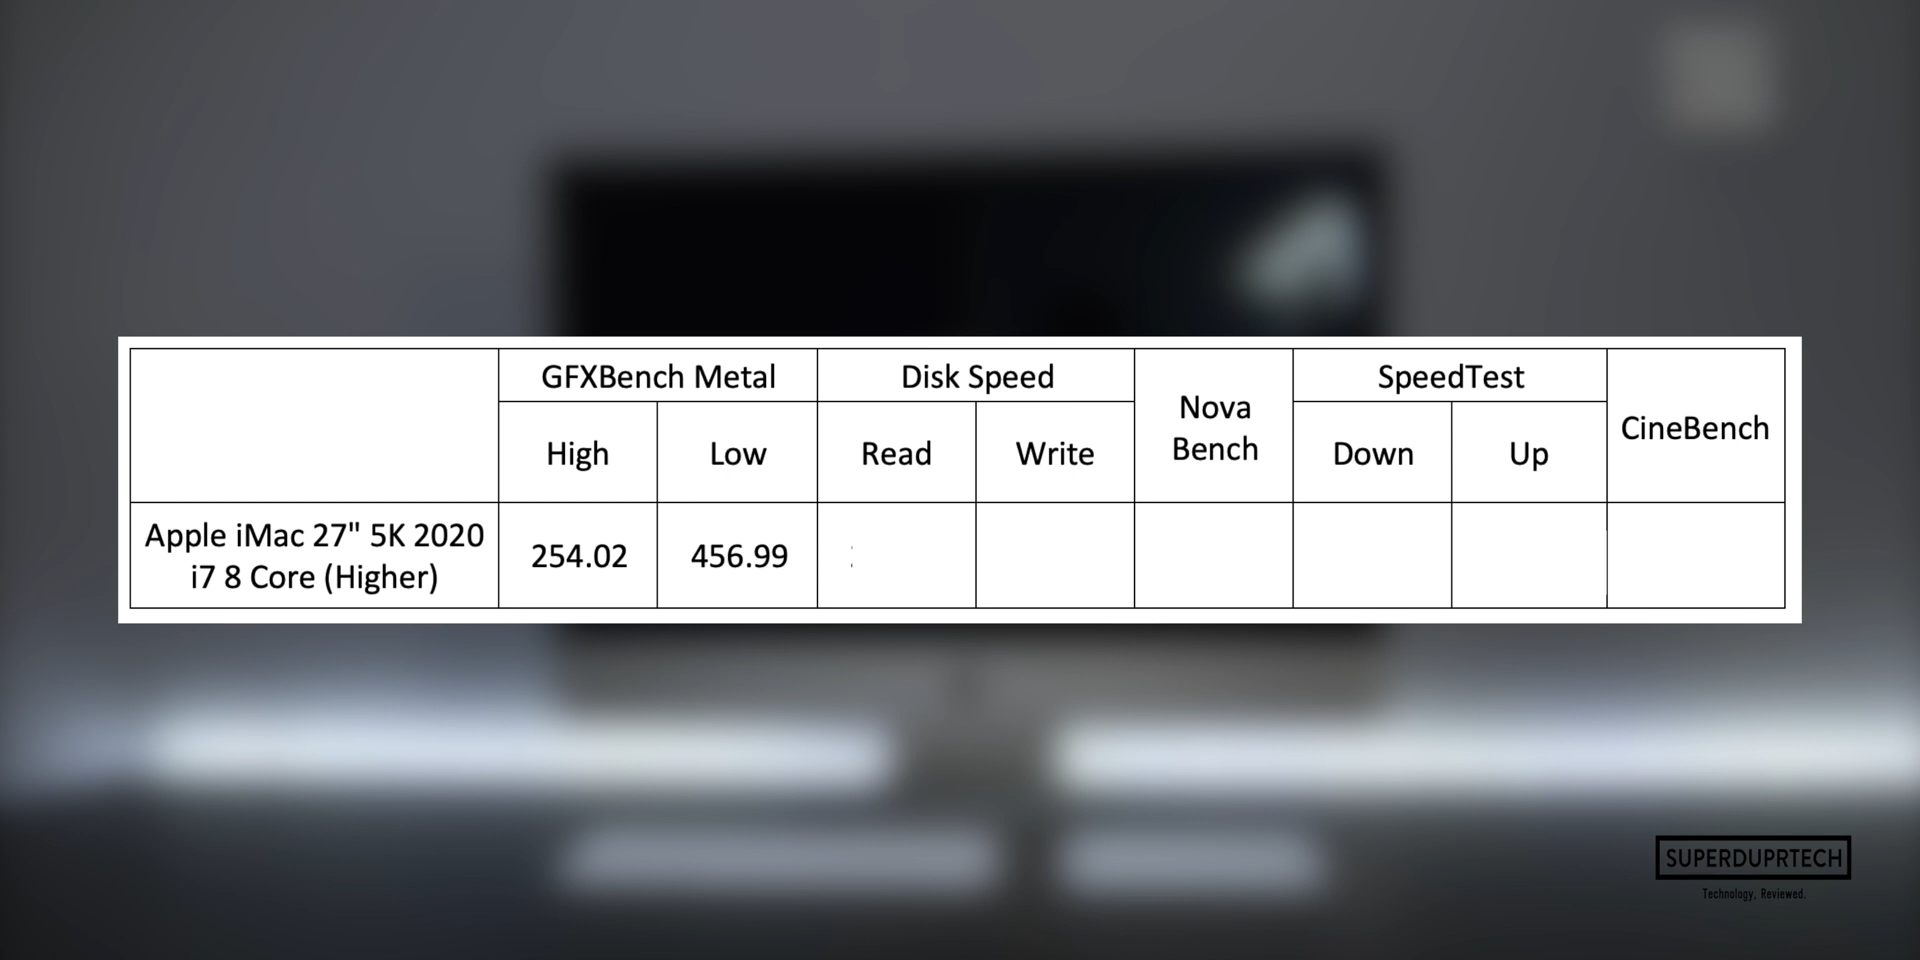 GFXBench Metal
Disk Speed
Nova
Bench
SpeedTest
CineBench
High
Low
Read
Write
Down
Up
Apple iMac 27" 5K 2020
i7 8 Core (Higher)
254.02
456.99
SUPERDUPRTECH
Technology, Reviewed.